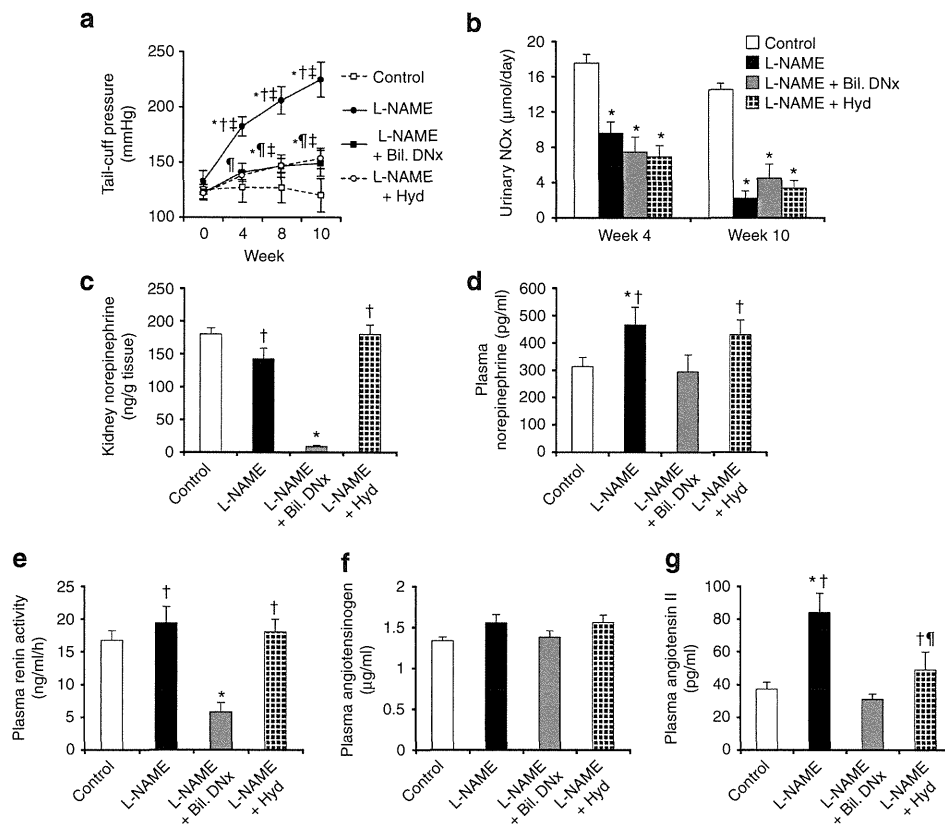 a
Tail-cuff pressure
(mmHg)
250
200
150
100
*†‡
*†‡
*†‡
¶
*¶‡
*¶‡
0
4
8
10
Week
Control
L-NAME
L-NAME
+ Bil. DNx
L-NAME
+ Hyd
b
Urinary NOx (μmol/day)
20
16
12
8
4
0
* * *
* * *
Week 4
Week 10
Control
L-NAME
L-NAME + Bil. DNx
L-NAME + Hyd
c
Kidney norepinephrine
(ng/g tissue)
250
200
150
100
50
0
†
*
†
Control
L-NAME
L-NAME
+ Bil. DNx
L-NAME
+ Hyd
d
Plasma
norepinephrine (pg/ml)
600
500
400
300
200
100
0
*†
†
Control
L-NAME
L-NAME
+ Bil. DNx
L-NAME
+ Hyd
e
Plasma renin activity
(ng/ml/h)
25
20
15
10
5
0
†
*
†
Control
L-NAME
L-NAME
+ Bil. DNx
L-NAME
+ Hyd
f
Plasma angiotensinogen
(μg/ml)
2
1.5
1
0.5
0
Control
L-NAME
L-NAME
+ Bil. DNx
L-NAME
+ Hyd
g
Plasma angiotensin II
(pg/ml)
100
80
60
40
20
0
*†
†¶
Control
L-NAME
L-NAME
+ Bil. DNx
L-NAME
+ Hyd